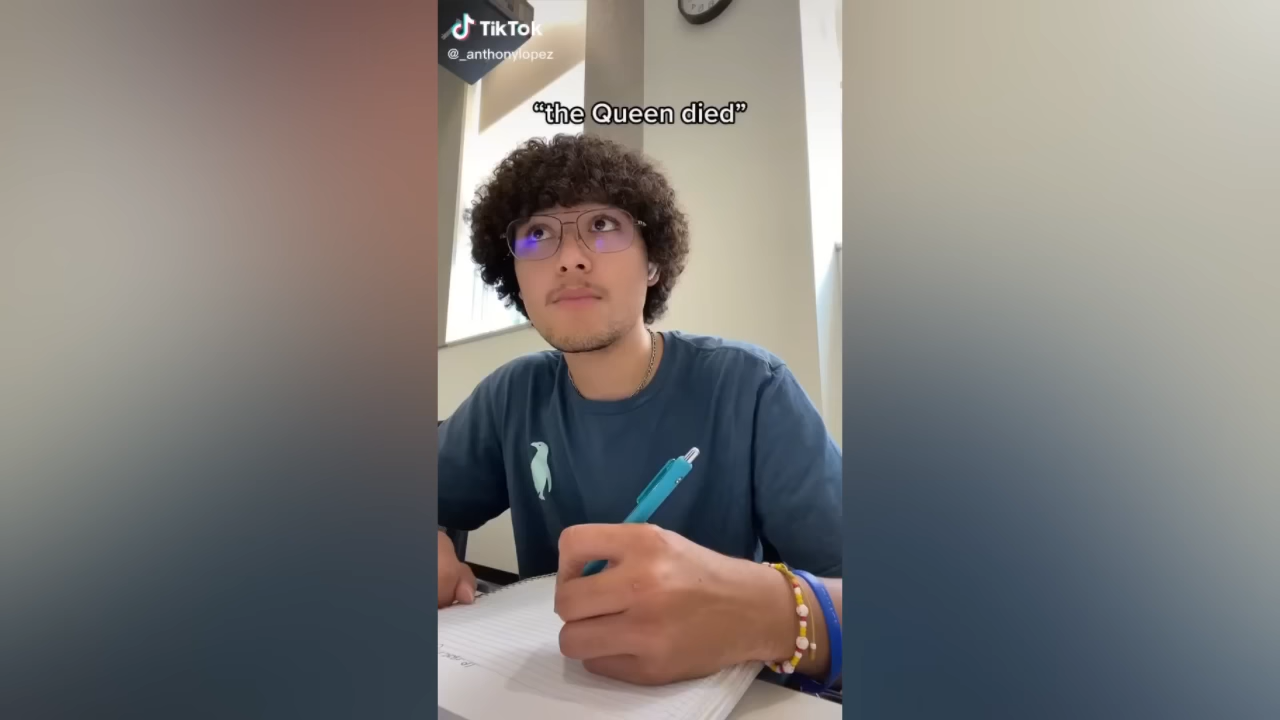 TikTok
@_anthonylopez
“the Queen died”